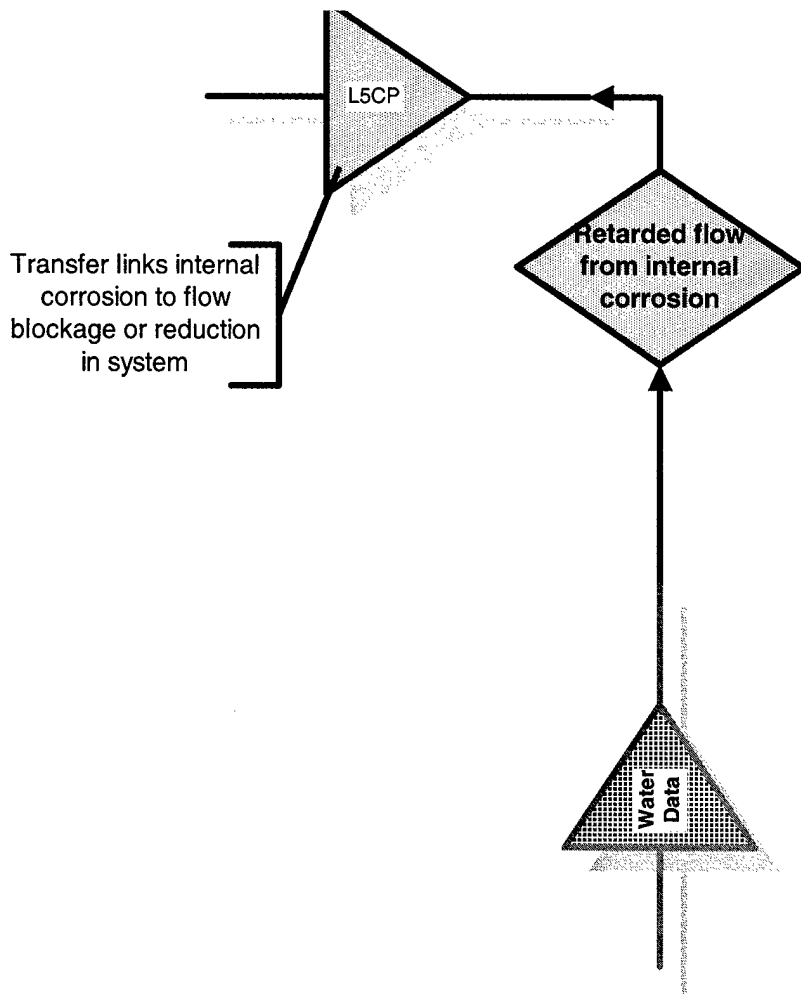 L5CP
Retarded flow
from internal
corrosion
Transfer links internal
corrosion to flow
blockage or reduction
in system
Water
Data